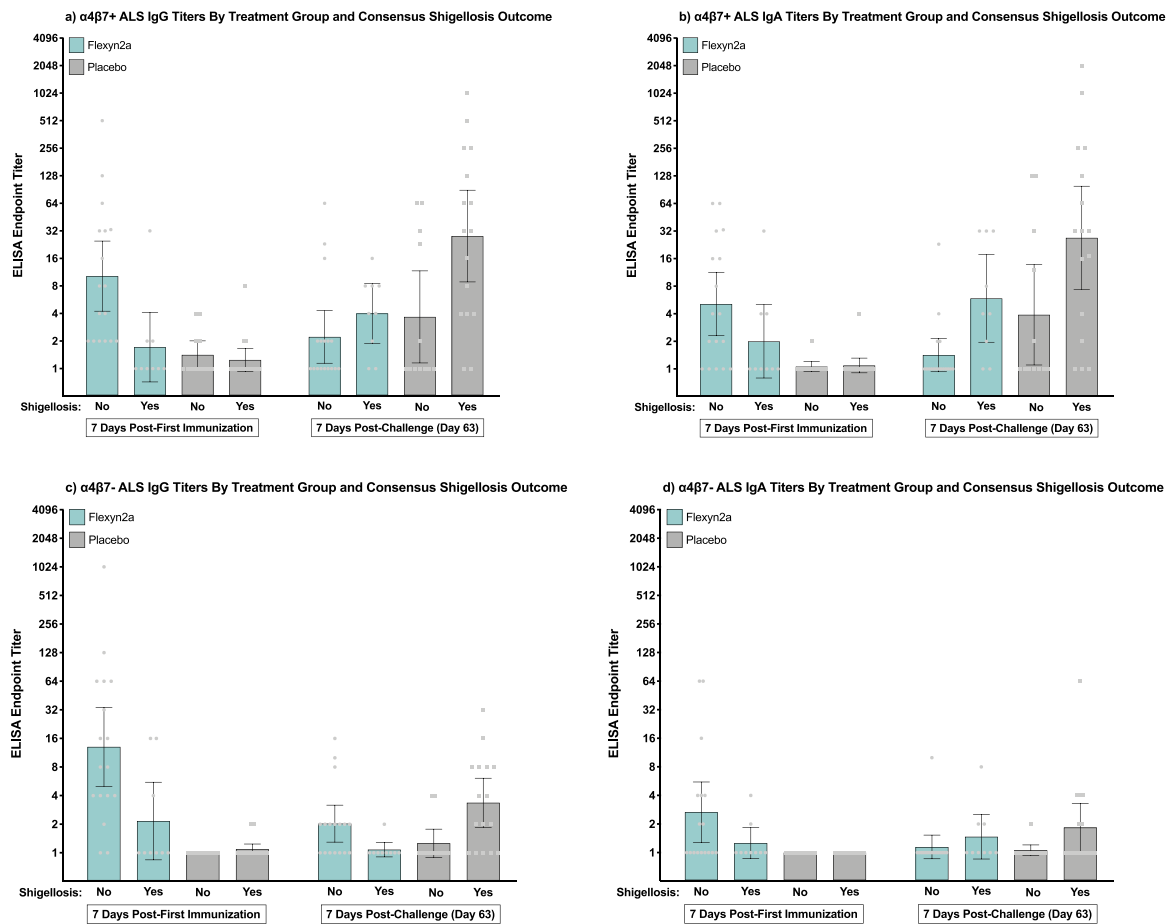 a) α4β7+ ALS IgG Titers By Treatment Group and Consensus Shigellosis Outcome
Flexyn2a
Placebo
ELISA Endpoint Titer
4096
2048
1024
512
256
128
64
32
16
8
4
2
1
Shigellosis: No Yes No Yes No Yes No Yes
7 Days Post-First Immunization 7 Days Post-Challenge (Day 63)
b) α4β7+ ALS IgA Titers By Treatment Group and Consensus Shigellosis Outcome
Flexyn2a
Placebo
ELISA Endpoint Titer
4096
2048
1024
512
256
128
64
32
16
8
4
2
1
Shigellosis: No Yes No Yes No Yes No Yes
7 Days Post-First Immunization 7 Days Post-Challenge (Day 63)
c) α4β7- ALS IgG Titers By Treatment Group and Consensus Shigellosis Outcome
Flexyn2a
Placebo
ELISA Endpoint Titer
4096
2048
1024
512
256
128
64
32
16
8
4
2
1
Shigellosis: No Yes No Yes No Yes No Yes
7 Days Post-First Immunization 7 Days Post-Challenge (Day 63)
d) α4β7- ALS IgA Titers By Treatment Group and Consensus Shigellosis Outcome
Flexyn2a
Placebo
ELISA Endpoint Titer
4096
2048
1024
512
256
128
64
32
16
8
4
2
1
Shigellosis: No Yes No Yes No Yes No Yes
7 Days Post-First Immunization 7 Days Post-Challenge (Day 63)